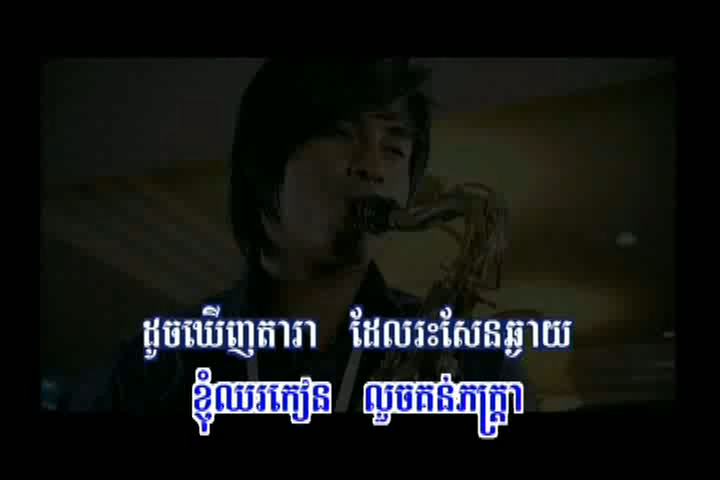 ដូចឃើញតារា ដែលរះសែនឆ្ងាយ
ខ្ញុំឈរកៀន លួចគន់ភក្ត្រា